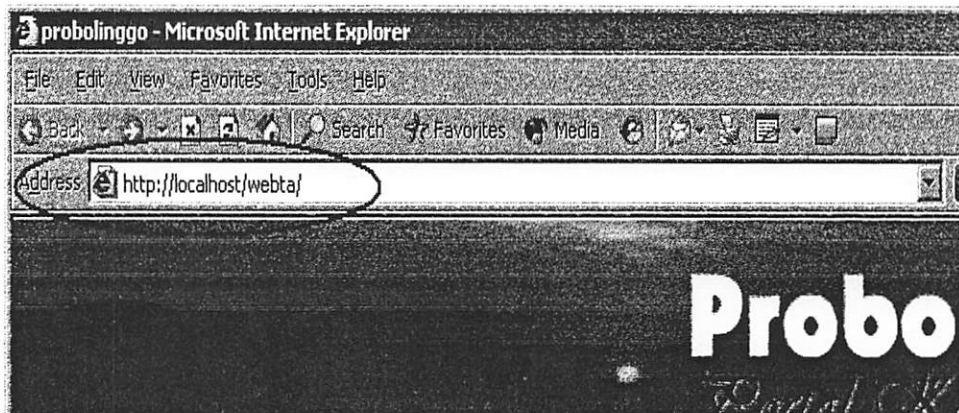 probolinggo - Microsoft Internet Explorer
File Edit View Favorites Tools Help
Back Search Favorites Media
Address http://localhost/webta/
Probo